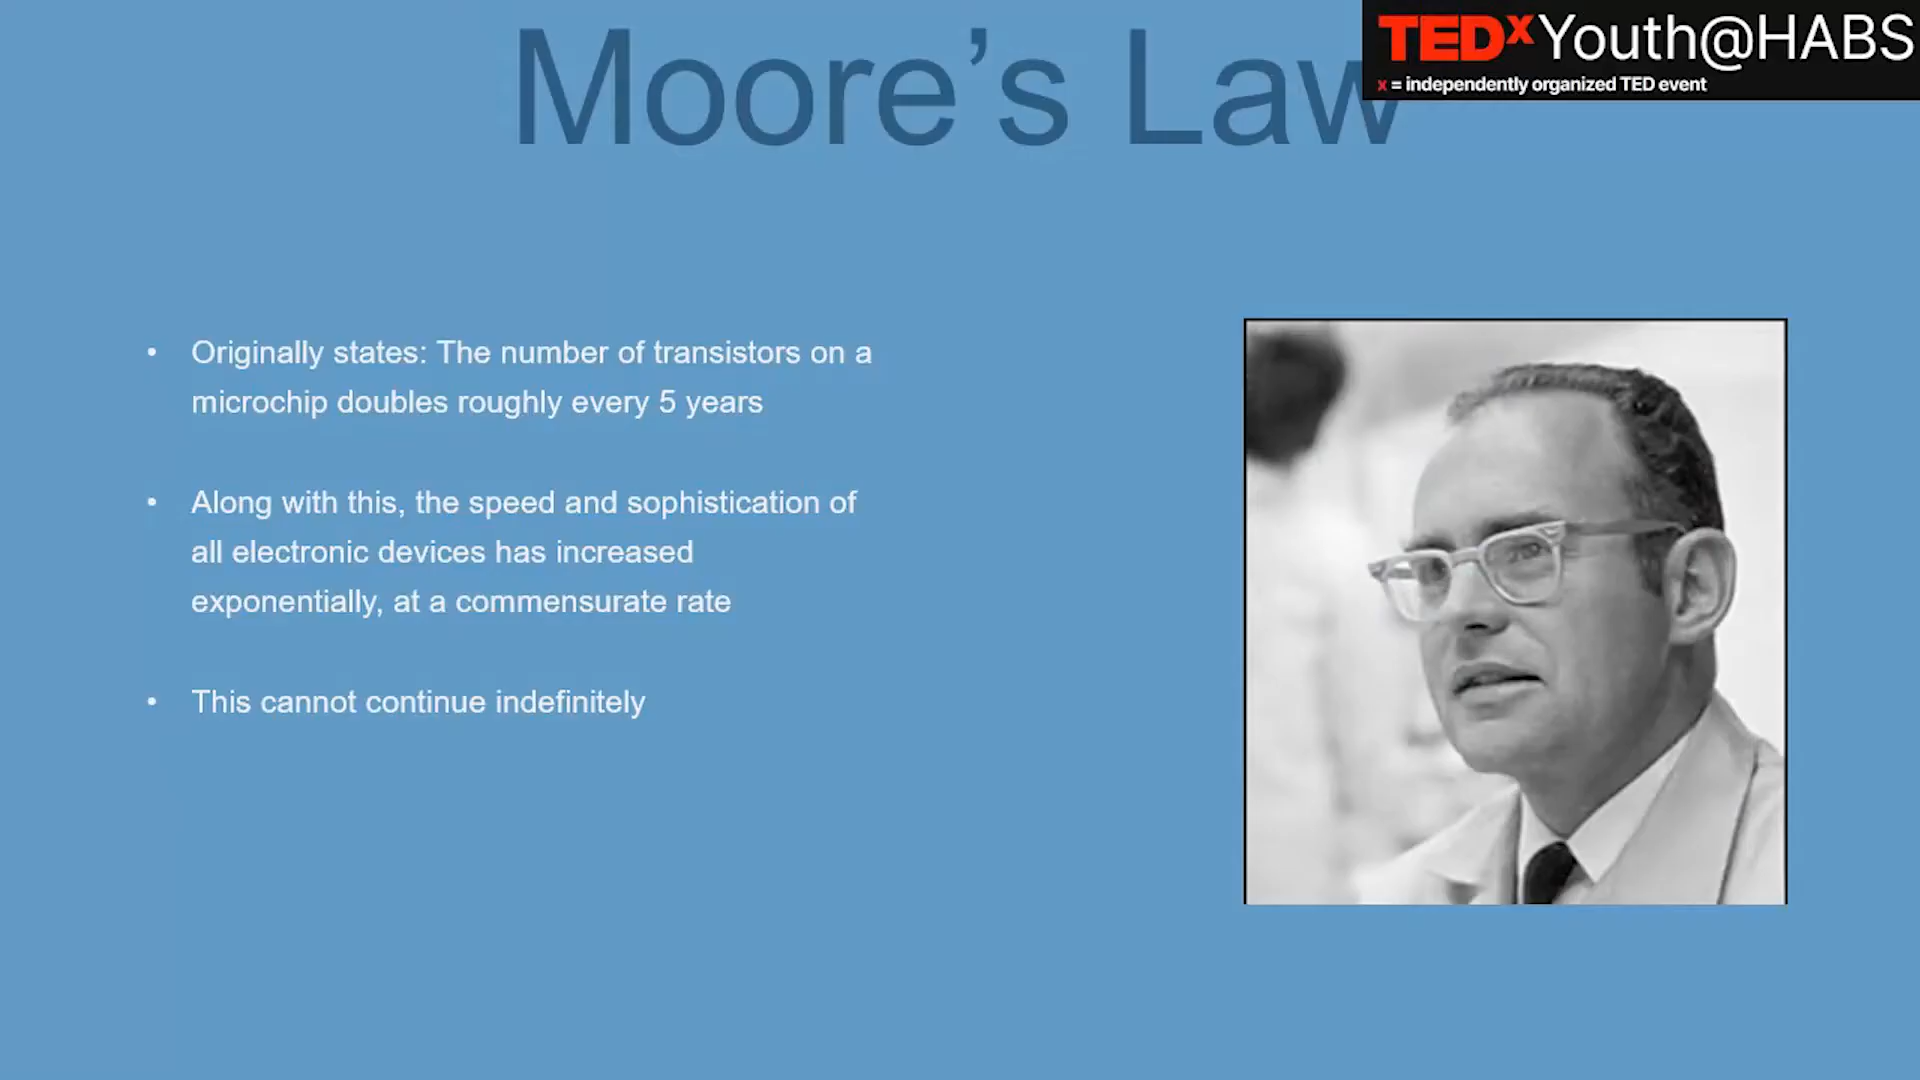 Moore’s Law
TEDxYouth@HABS
x = independently organized TED event
• Originally states: The number of transistors on a
microchip doubles roughly every 5 years
• Along with this, the speed and sophistication of
all electronic devices has increased
exponentially, at a commensurate rate
• This cannot continue indefinitely